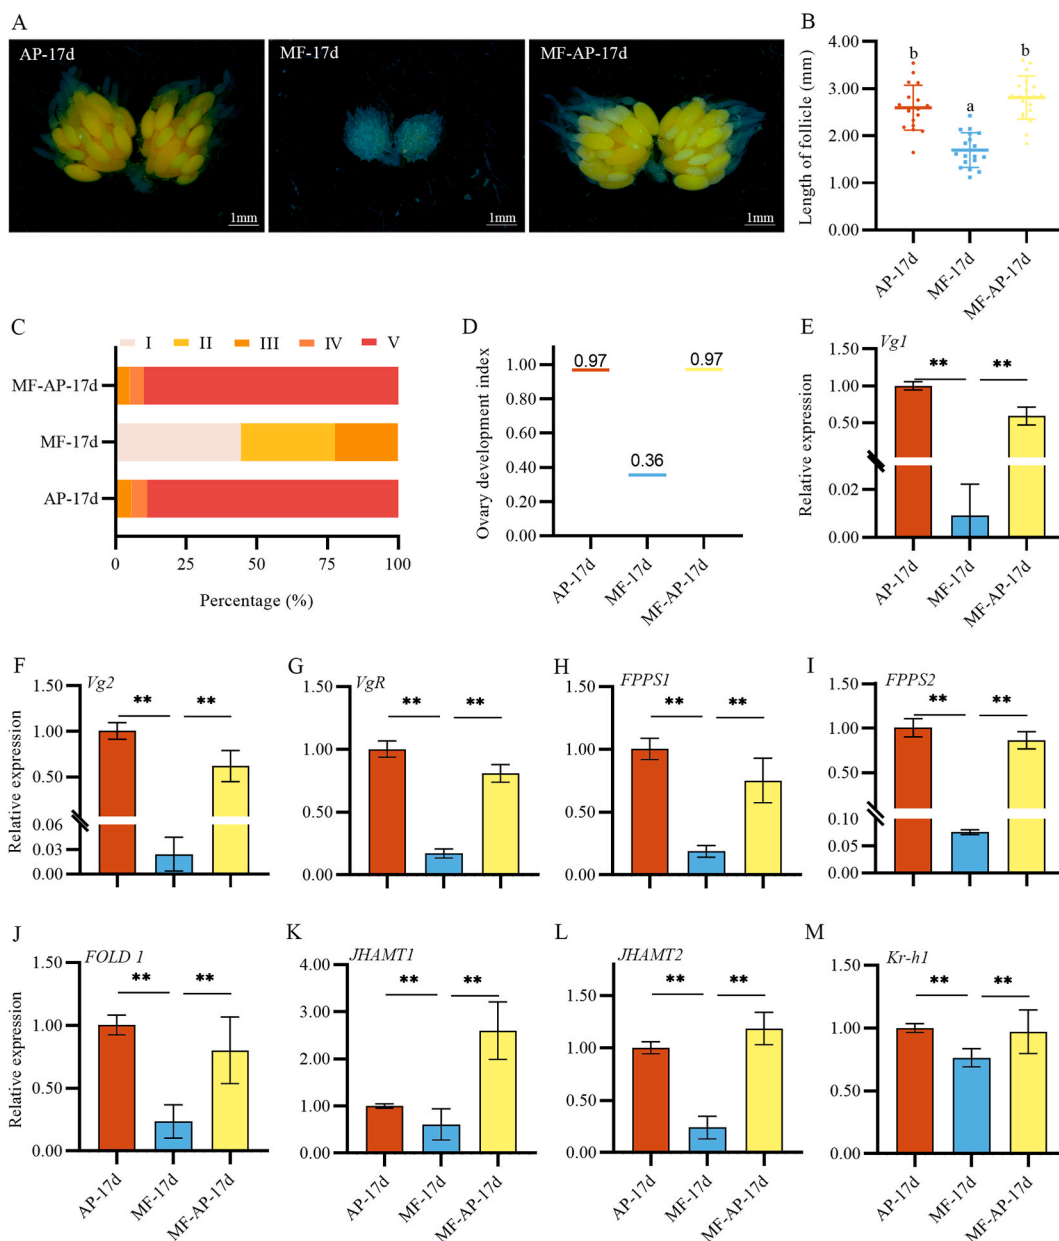 A
AP-17d
1mm
MF-17d
1mm
MF-AP-17d
1mm
B
Length of follicle (mm)
4.00
3.00
2.00
1.00
0.00
b
a
b
AP-17d
MF-17d
MF-AP-17d
C
I II III IV V
MF-AP-17d
MF-17d
AP-17d
0 25 50 75 100
Percentage (%)
D
Ovary development index
1.00
0.80
0.60
0.40
0.20
0.00
0.97
0.36
0.97
AP-17d
MF-17d
MF-AP-17d
E
Vg1
Relative expression
1.50
1.00
0.50
0.02
0.00
** **
AP-17d
MF-17d
MF-AP-17d
F
Vg2
Relative expression
1.50
1.00
0.50
0.06
0.03
0.00
** **
G
VgR
1.50
1.00
0.50
0.00
** **
H
FPPS1
1.50
1.00
0.50
0.00
** **
I
FPPS2
1.50
1.00
0.50
0.10
0.05
0.00
** **
J
FOLD 1
Relative expression
1.50
1.00
0.50
0.00
** **
AP-17d
MF-17d
MF-AP-17d
K
JHAMT1
4.00
3.00
2.00
1.00
0.00
** **
AP-17d
MF-17d
MF-AP-17d
L
JHAMT2
1.50
1.00
0.50
0.00
** **
AP-17d
MF-17d
MF-AP-17d
M
Kr-h1
1.50
1.00
0.50
0.00
** **
AP-17d
MF-17d
MF-AP-17d